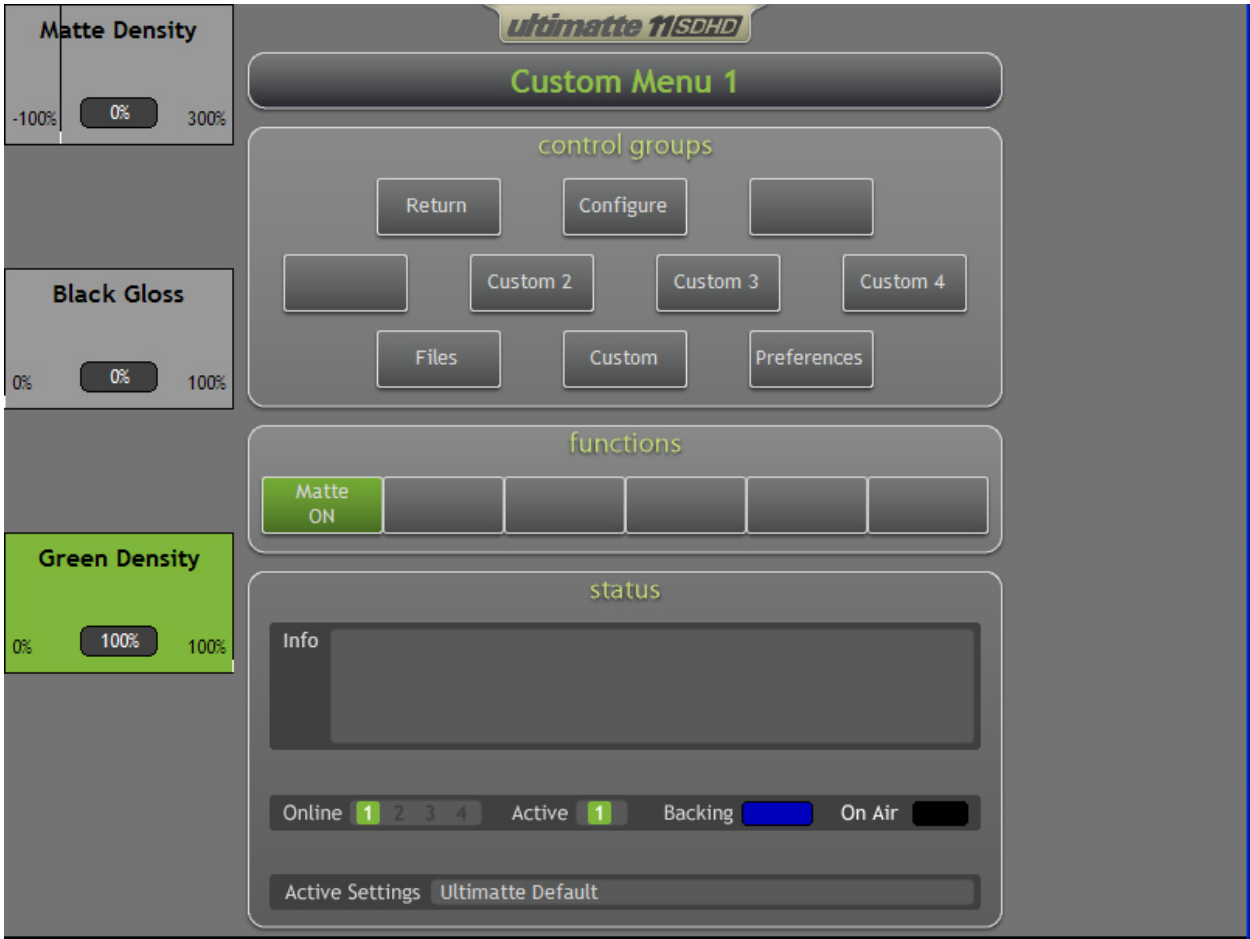 Matte Density
-100% 0% 300%
Black Gloss
0% 0% 100%
Green Density
0% 100% 100%
ultimatte 11 SDHD
Custom Menu 1
control groups
Return Configure
Custom 2 Custom 3 Custom 4
Files Custom Preferences
functions
Matte
ON
status
Info
Online 1 2 3 4 Active 1 Backing On Air
Active Settings Ultimatte Default